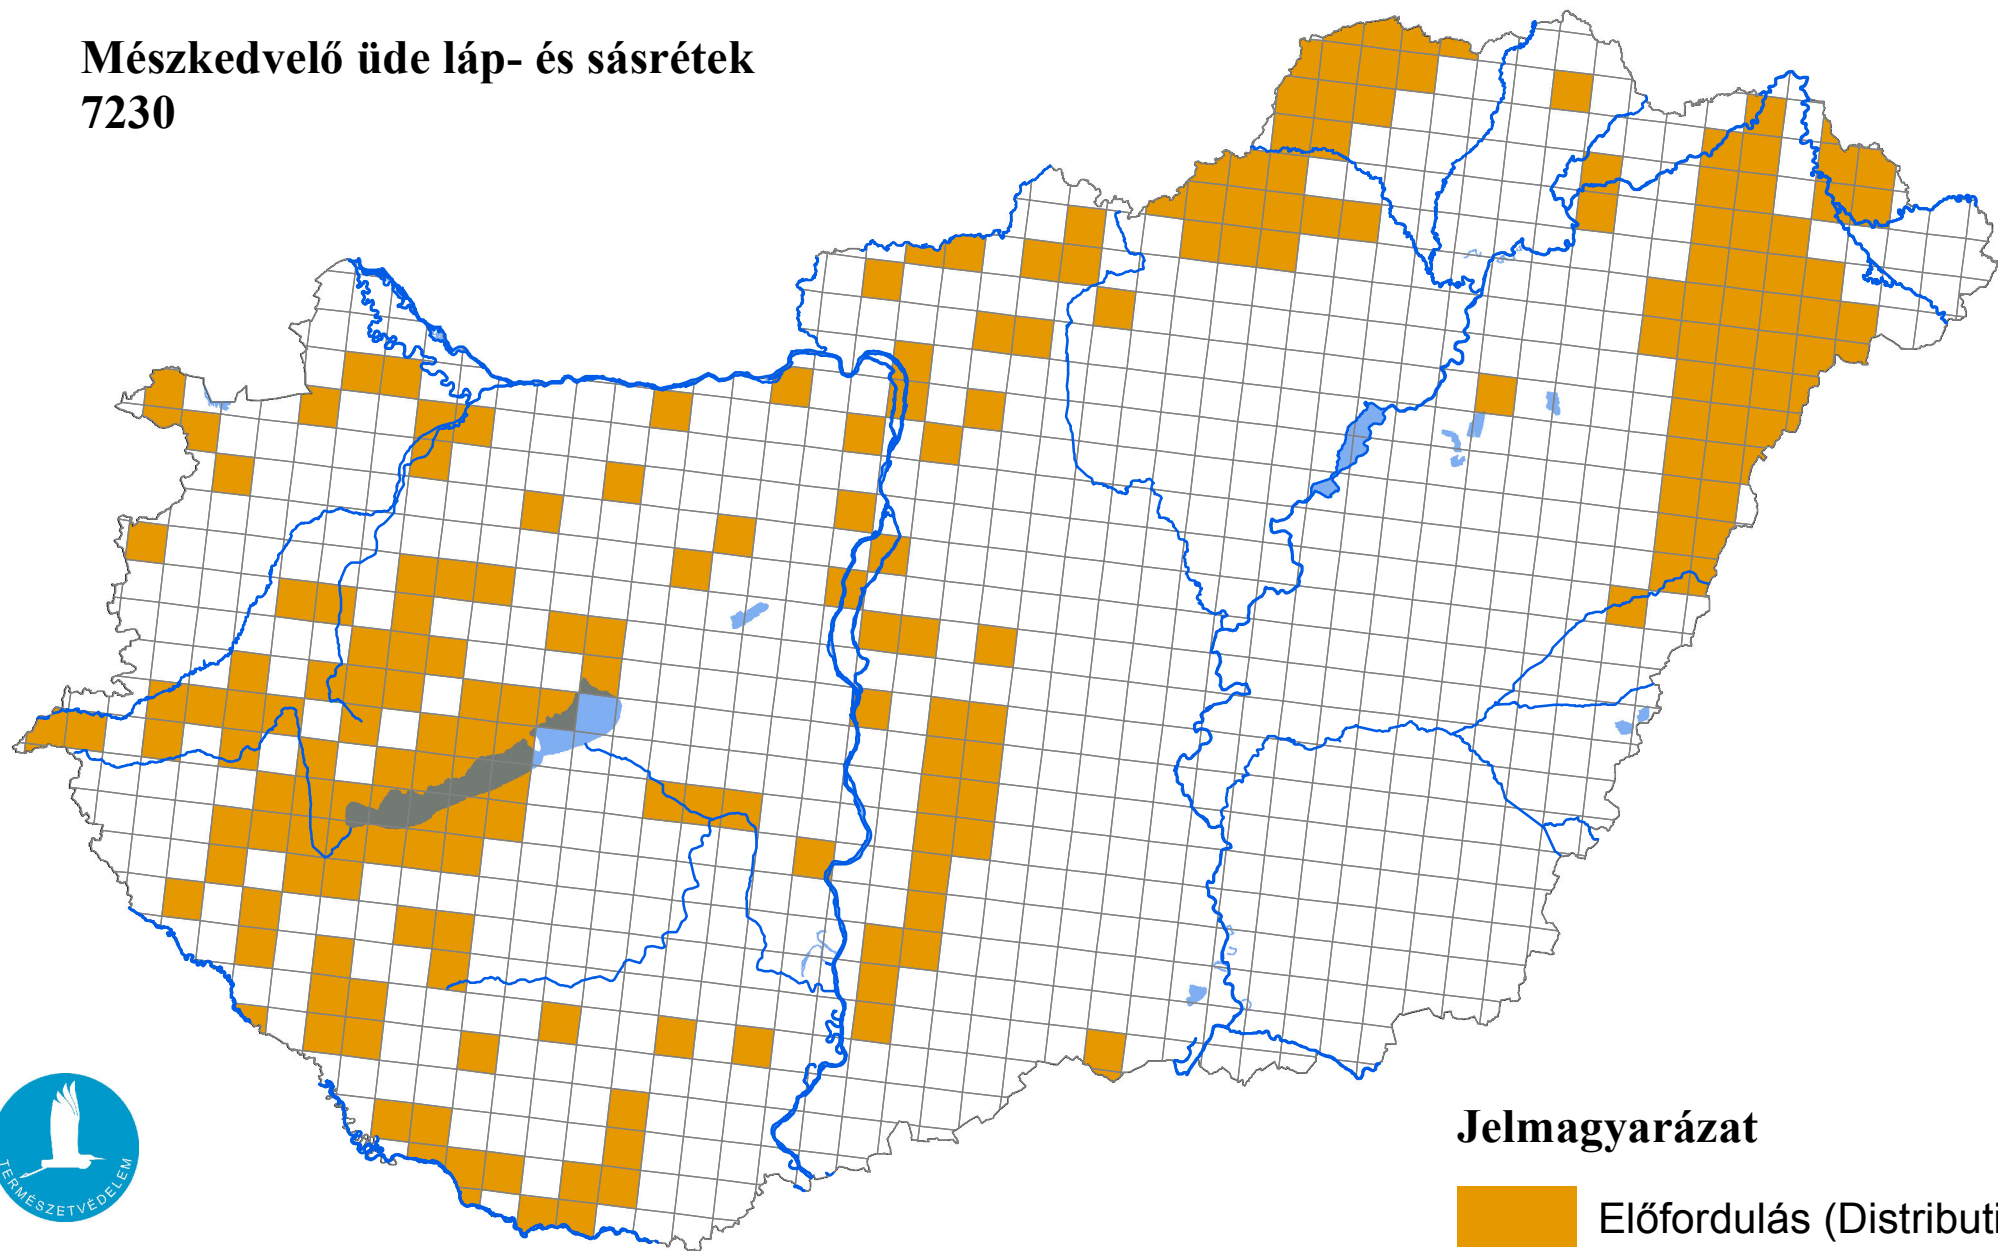 Mészkedvelő üde láp- és sásrétek
7230
Jelmagyarázat
Előfordulás (Distributi
TERMÉSZETVÉDELEM